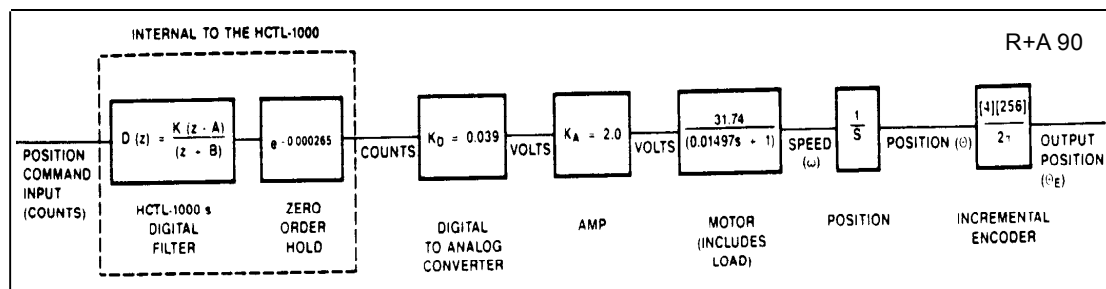 INTERNAL TO THE HCTL-1000
R+A 90
POSITION
COMMAND
INPUT
(COUNTS)
D (z) = K (z - A) / (z + B)
HCTL-1000 s
DIGITAL
FILTER
e - 0.000265
ZERO
ORDER
HOLD
COUNTS
K_D = 0.039
DIGITAL
TO ANALOG
CONVERTER
VOLTS
K_A = 2.0
AMP
VOLTS
31.74
(0.01497s + 1)
MOTOR
(INCLUDES
LOAD)
SPEED
(ω)
1
S
POSITION
POSITION (Θ)
[4][256]
2π
INCREMENTAL
ENCODER
OUTPUT
POSITION
(Θ_E)